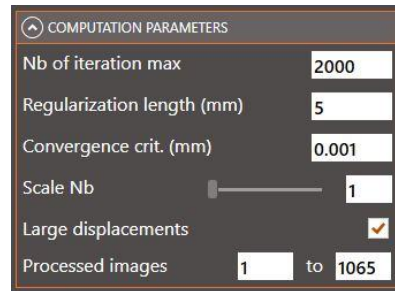 COMPUTATION PARAMETERS
Nb of iteration max 2000
Regularization length (mm) 5
Convergence crit. (mm) 0.001
Scale Nb 1
Large displacements
Processed images 1 to 1065